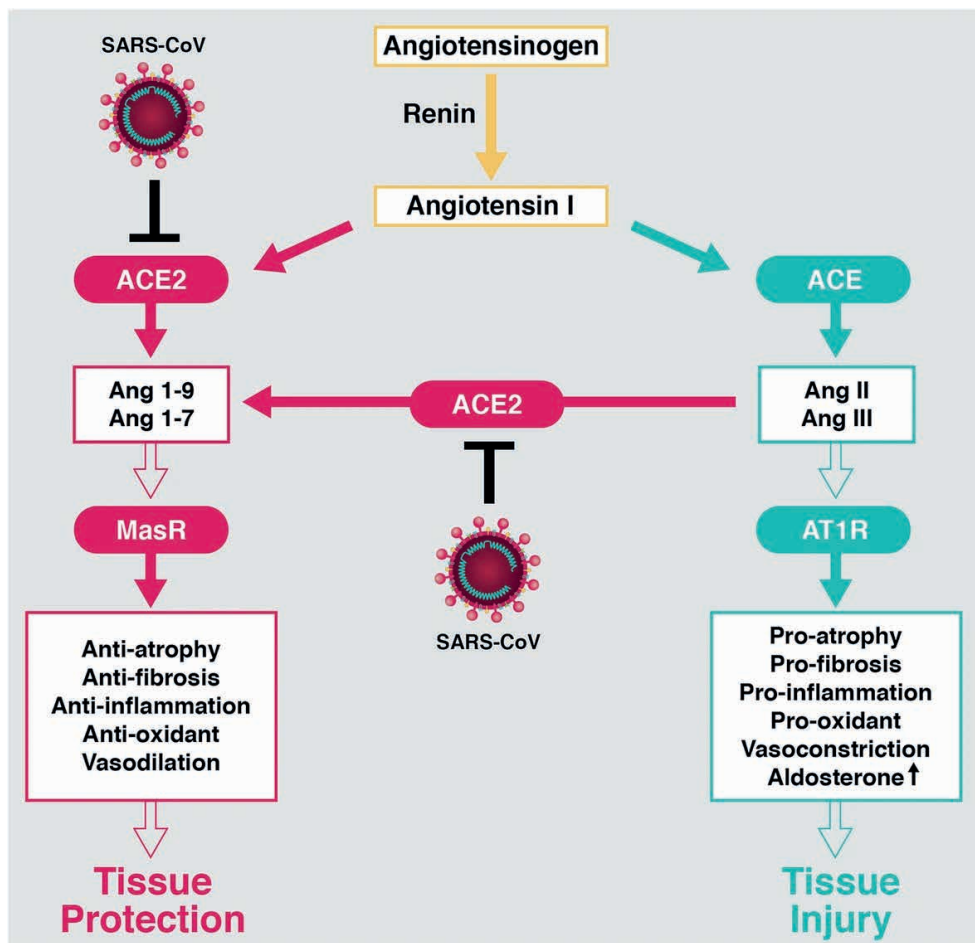 SARS-CoV
Angiotensinogen
Renin
Angiotensin I
ACE2
ACE
Ang 1-9
Ang 1-7
ACE2
Ang II
Ang III
MasR
SARS-CoV
AT1R
Anti-atrophy
Anti-fibrosis
Anti-inflammation
Anti-oxidant
Vasodilation
Pro-atrophy
Pro-fibrosis
Pro-inflammation
Pro-oxidant
Vasoconstriction
Aldosterone↑
Tissue
Protection
Tissue
Injury